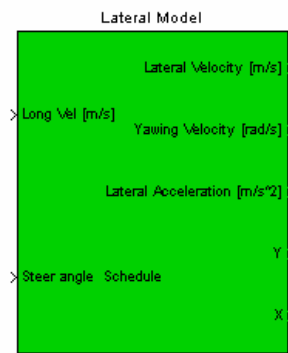 Lateral Model
Lateral Velocity [m/s]
Long Vel [m/s]
Yawing Velocity [rad/s]
Lateral Acceleration [m/s^2]
Y
Steer angle Schedule
X